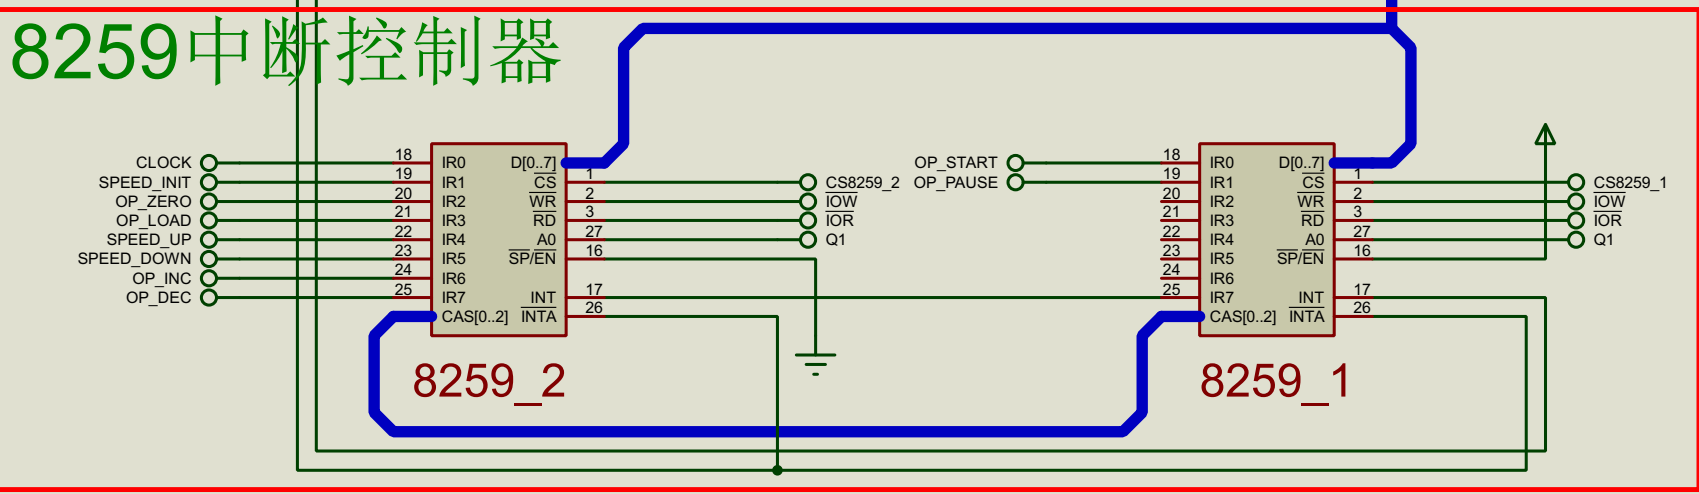 8259中断控制器
CLOCK 18 IR0 D[0..7]
SPEED_INIT 19 IR1 CS 1 CS8259_2
OP_ZERO 20 IR2 WR 2 IOW
OP_LOAD 21 IR3 RD 3 IOR
SPEED_UP 22 IR4 A0 27 Q1
SPEED_DOWN 23 IR5 SP/EN 16
OP_INC 24 IR6
OP_DEC 25 IR7 INT 17
CAS[0..2] INTA 26
8259_2
OP_START 18 IR0 D[0..7]
OP_PAUSE 19 IR1 CS 1 CS8259_1
20 IR2 WR 2 IOW
21 IR3 RD 3 IOR
22 IR4 A0 27 Q1
23 IR5 SP/EN 16
24 IR6
25 IR7 INT 17
CAS[0..2] INTA 26
8259_1